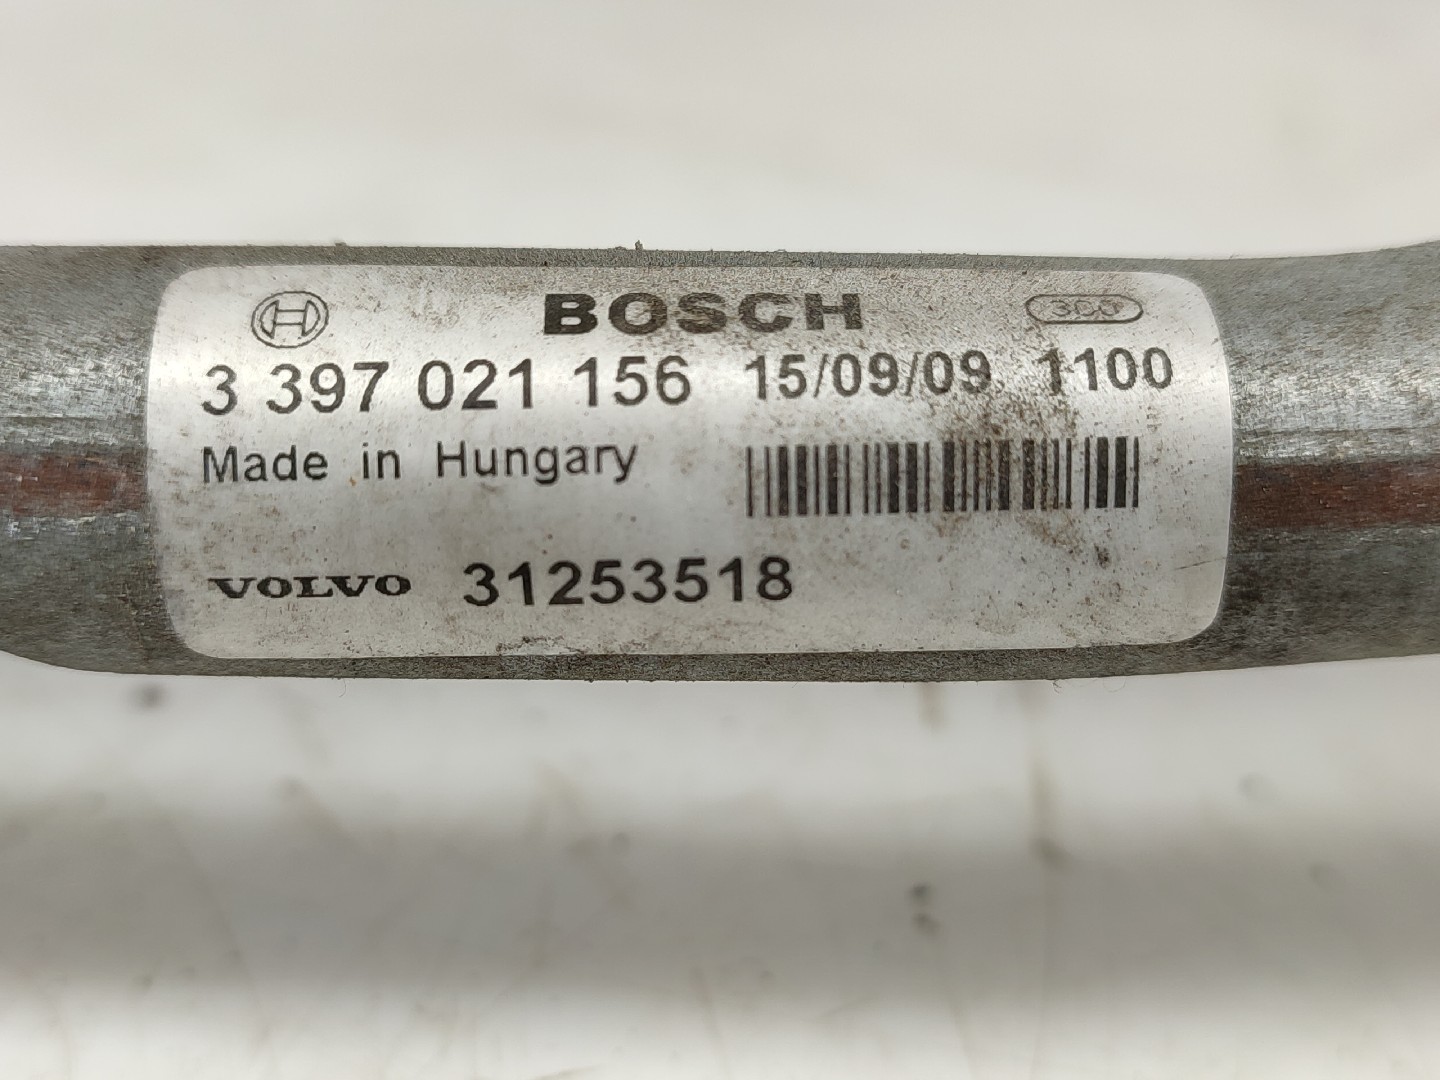 BOSCH
3 397 021 156 15/09/09 1100
Made in Hungary
VOLVO 31253518